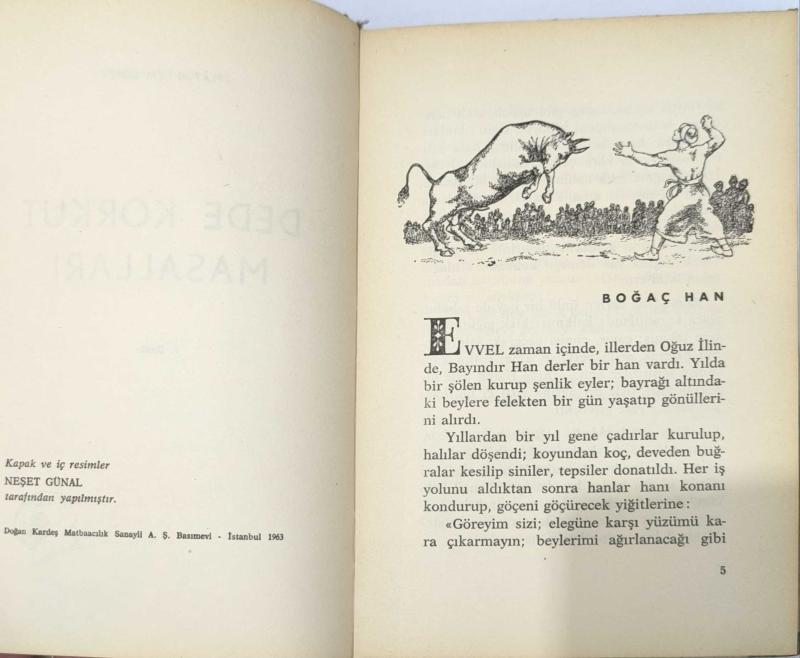 Kapak ve iç resimler
NEŞET GÜNAL
tarafından yapılmıştır.
Doğan Kardeş Matbaacılık Sanayii A. Ş. Basımevi - İstanbul 1963
BOĞAÇ HAN
EVVEL zaman içinde, illerden Oğuz İlin-
de, Bayındır Han derler bir han vardı. Yılda
bir şölen kurup şenlik eyler; bayrağı altında-
ki beylere felekten bir gün yaşatıp gönülleri-
ni alırdı.
Yıllardan bir yıl gene çadırlar kurulup,
halılar döşendi; koyundan koç, deveden buğ-
ralar kesilip siniler, tepsiler donatıldı. Her iş
yolunu aldıktan sonra hanlar hanı konanı
kondurup, göçeni göçürecek yiğitlerine :
«Göreyim sizi; elegüne karşı yüzümü ka-
ra çıkarmayın; beylerimi ağırlanacağı gibi
5